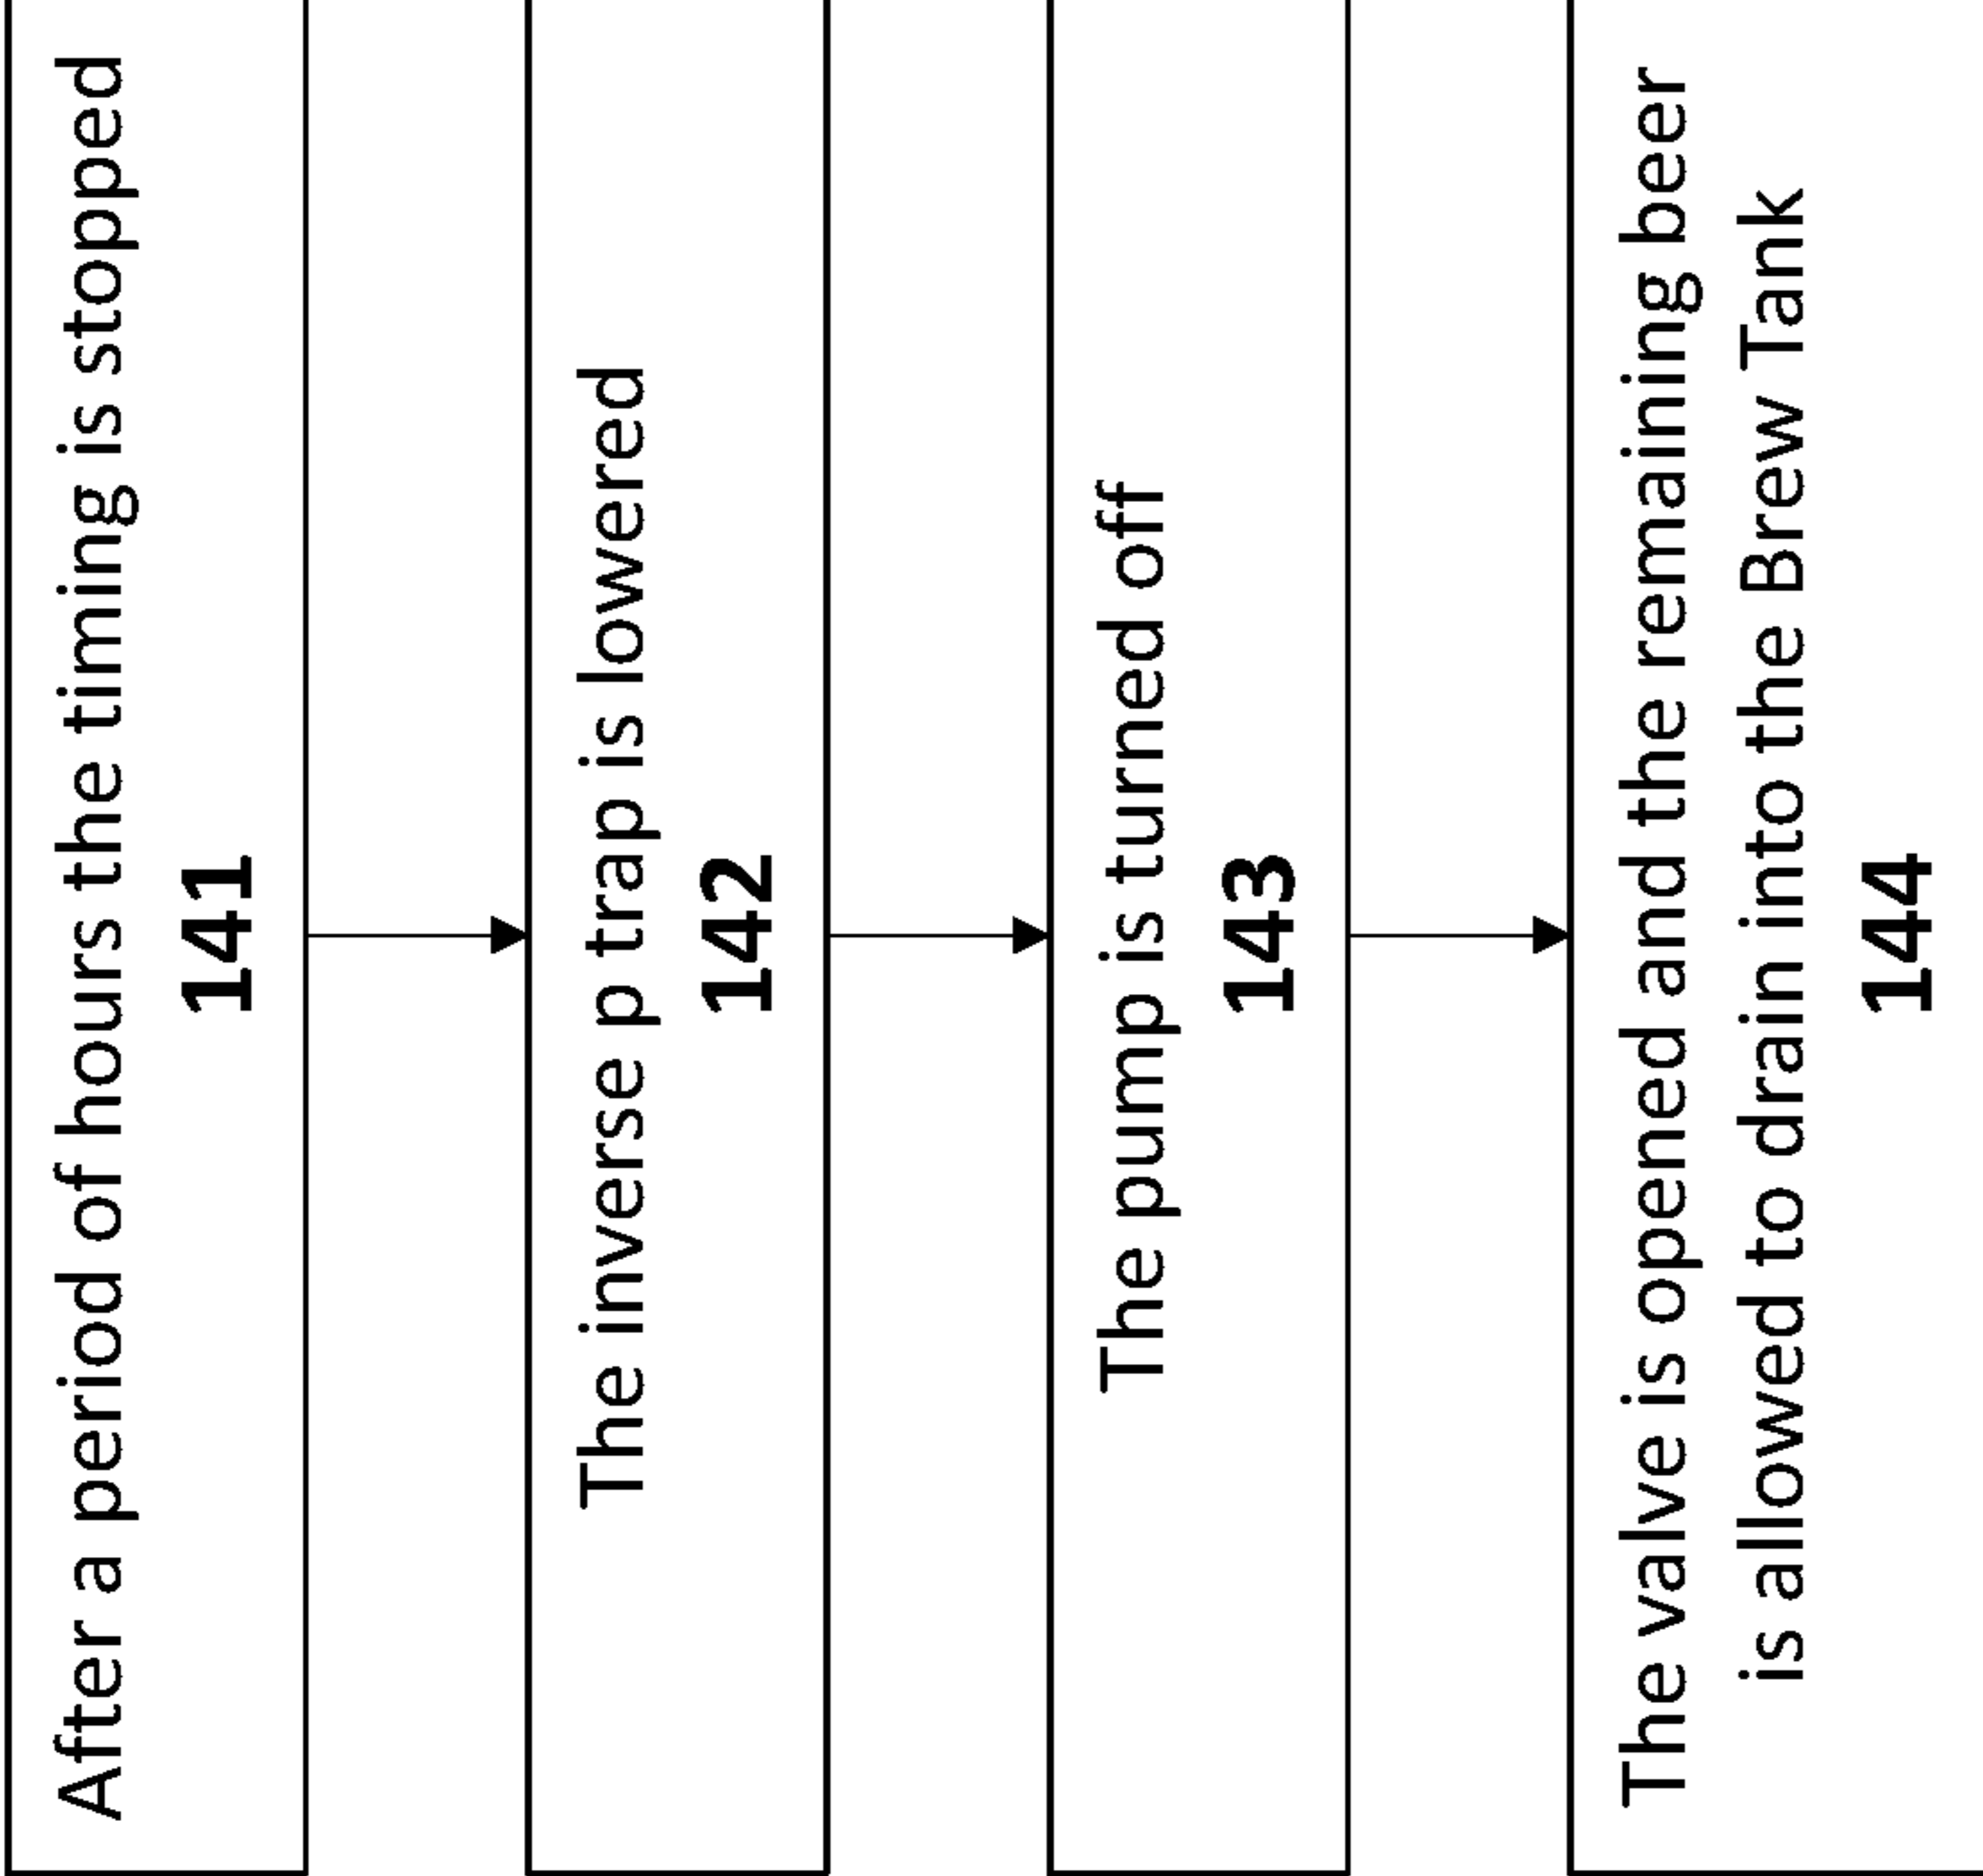 After a period of hours the timing is stopped
141
The inverse p trap is lowered
142
The pump is turned off
143
The valve is opened and the remaining beer
is allowed to drain into the Brew Tank
144